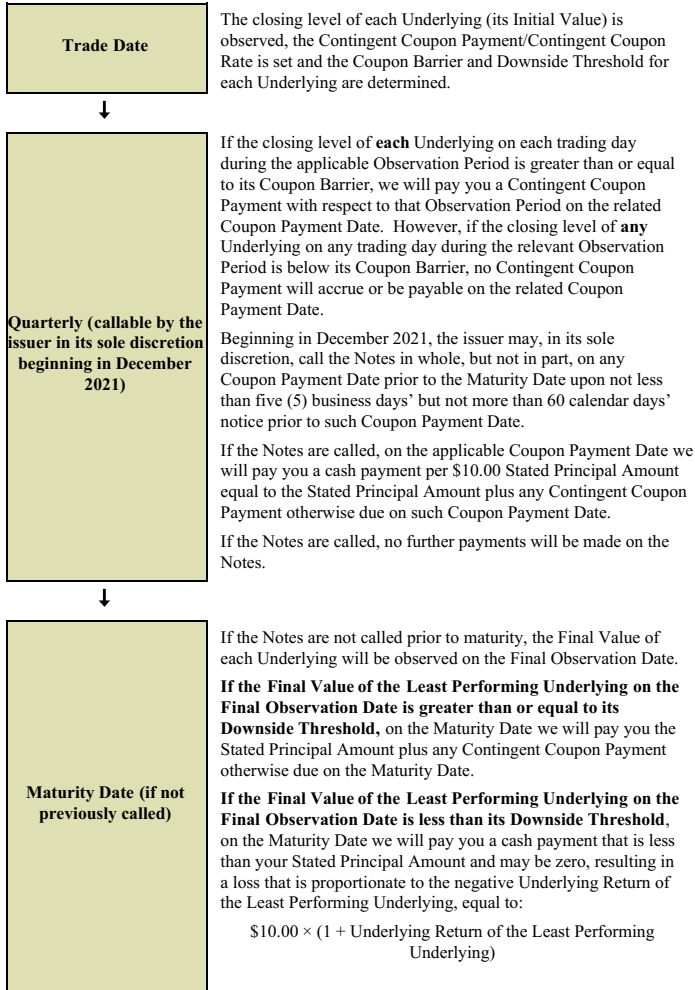 Trade Date
The closing level of each Underlying (its Initial Value) is
observed, the Contingent Coupon Payment/Contingent Coupon
Rate is set and the Coupon Barrier and Downside Threshold for
each Underlying are determined.
Quarterly (callable by the
issuer in its sole discretion
beginning in December
2021)
If the closing level of each Underlying on each trading day
during the applicable Observation Period is greater than or equal
to its Coupon Barrier, we will pay you a Contingent Coupon
Payment with respect to that Observation Period on the related
Coupon Payment Date. However, if the closing level of any
Underlying on any trading day during the relevant Observation
Period is below its Coupon Barrier, no Contingent Coupon
Payment will accrue or be payable on the related Coupon
Payment Date.
Beginning in December 2021, the issuer may, in its sole
discretion, call the Notes in whole, but not in part, on any
Coupon Payment Date prior to the Maturity Date upon not less
than five (5) business days’ but not more than 60 calendar days’
notice prior to such Coupon Payment Date.
If the Notes are called, on the applicable Coupon Payment Date we
will pay you a cash payment per $10.00 Stated Principal Amount
equal to the Stated Principal Amount plus any Contingent Coupon
Payment otherwise due on such Coupon Payment Date.
If the Notes are called, no further payments will be made on the
Notes.
Maturity Date (if not
previously called)
If the Notes are not called prior to maturity, the Final Value of
each Underlying will be observed on the Final Observation Date.
If the Final Value of the Least Performing Underlying on the
Final Observation Date is greater than or equal to its
Downside Threshold, on the Maturity Date we will pay you the
Stated Principal Amount plus any Contingent Coupon Payment
otherwise due on the Maturity Date.
If the Final Value of the Least Performing Underlying on the
Final Observation Date is less than its Downside Threshold,
on the Maturity Date we will pay you a cash payment that is less
than your Stated Principal Amount and may be zero, resulting in
a loss that is proportionate to the negative Underlying Return of
the Least Performing Underlying, equal to:
$10.00 × (1 + Underlying Return of the Least Performing
Underlying)